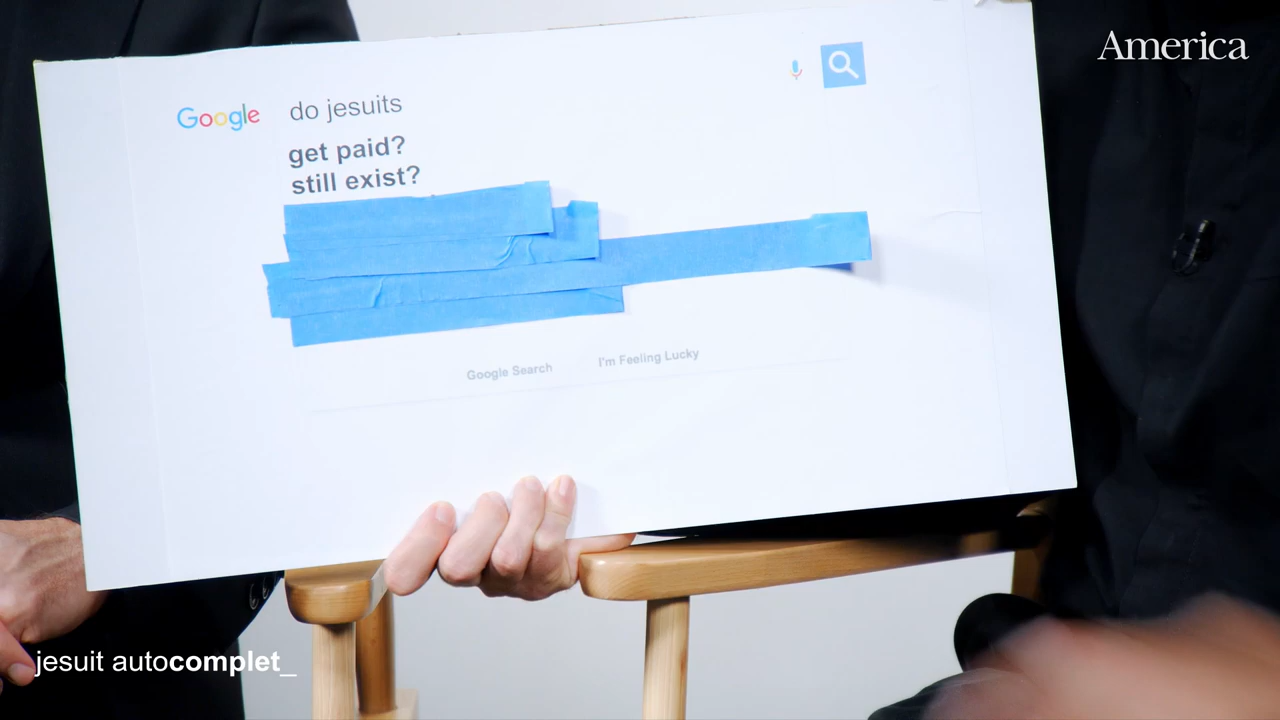 America
Google do jesuits
get paid?
still exist?
Google Search I'm Feeling Lucky
jesuit autocomplet_